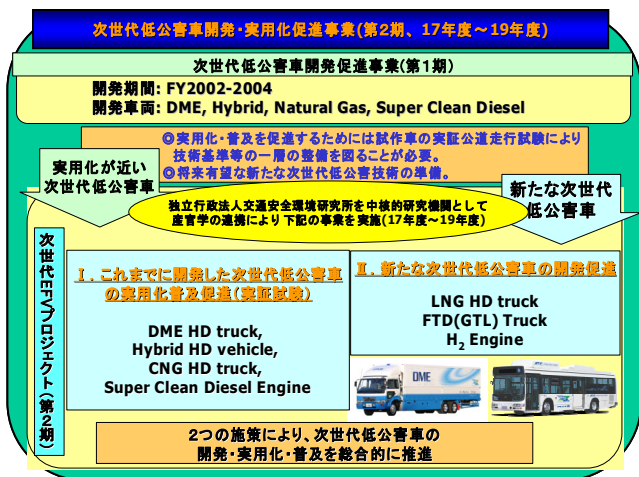 次世代低公害車開発・実用化促進事業(第2期、17年度～19年度)
次世代低公害車開発促進事業(第1期)
開発期間: FY2002-2004
開発車両: DME, Hybrid, Natural Gas, Super Clean Diesel
◎実用化・普及を促進するためには試作車の実証公道走行試験により
技術基準等の一層の整備を図ることが必要。
◎将来有望な新たな次世代低公害技術の準備。
実用化が近い
次世代低公害車
新たな次世代
低公害車
独立行政法人交通安全環境研究所を中核的研究機関として
産官学の連携により下記の事業を実施(17年度～19年度)
次世代EFVプロジェクト(第2期)
Ⅰ．これまでに開発した次世代低公害車
の実用化普及促進(実証試験)
DME HD truck,
Hybrid HD vehicle,
CNG HD truck,
Super Clean Diesel Engine
Ⅱ．新たな次世代低公害車の開発促進
LNG HD truck
FTD(GTL) Truck
H2 Engine
DME
2つの施策により、次世代低公害車の
開発・実用化・普及を総合的に推進